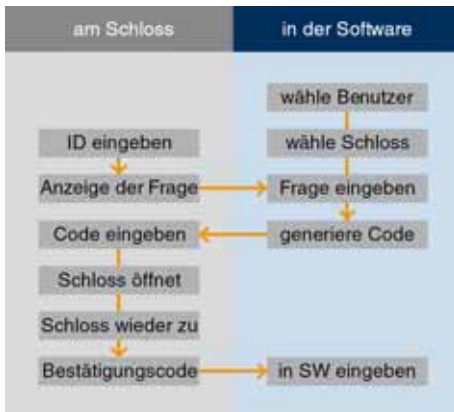 am Schloss
in der Software
wähle Benutzer
ID eingeben
wähle Schloss
Anzeige der Frage
Frage eingeben
Code eingeben
generiere Code
Schloss öffnet
Schloss wieder zu
Bestätigungscode
in SW eingeben